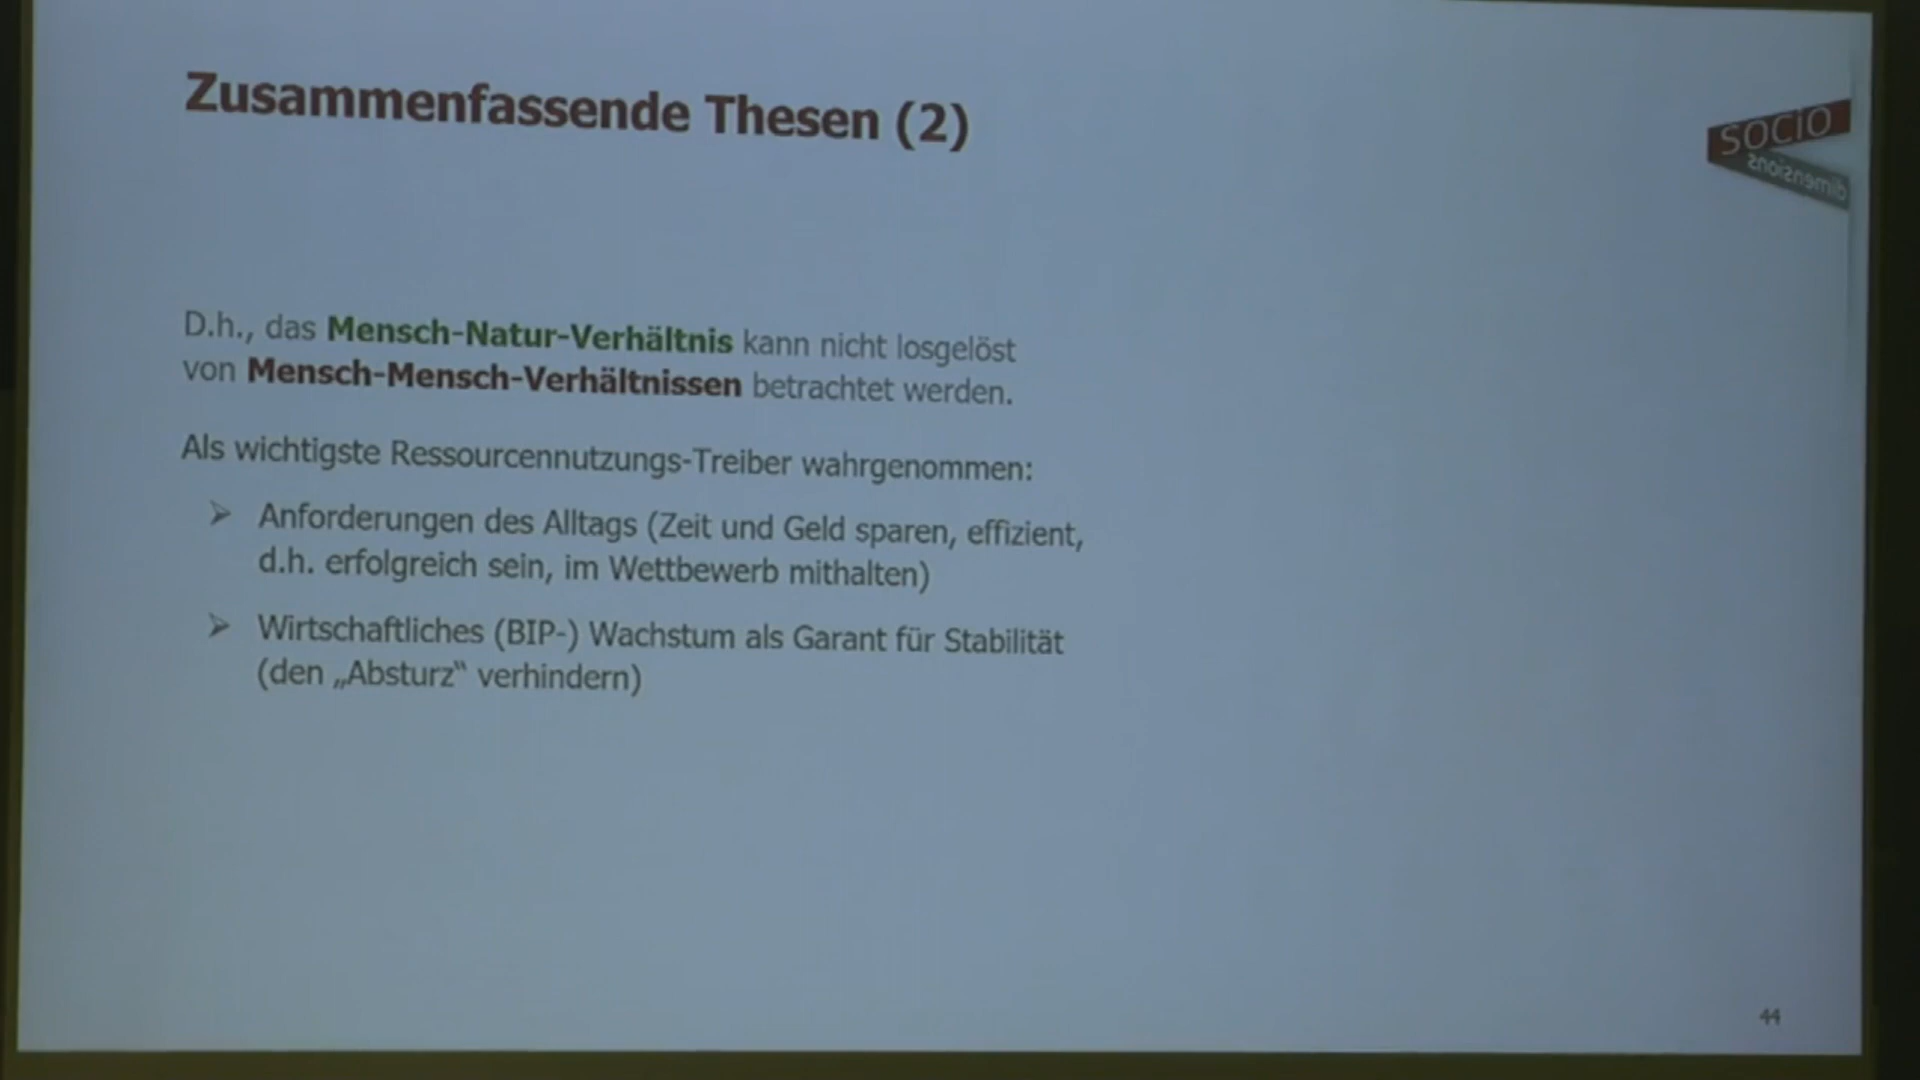 Zusammenfassende Thesen (2)
SOCiO
dimensions
D.h., das Mensch-Natur-Verhältnis kann nicht losgelöst
von Mensch-Mensch-Verhältnissen betrachtet werden.
Als wichtigste Ressourcennutzungs-Treiber wahrgenommen:
➢ Anforderungen des Alltags (Zeit und Geld sparen, effizient,
d.h. erfolgreich sein, im Wettbewerb mithalten)
➢ Wirtschaftliches (BIP-) Wachstum als Garant für Stabilität
(den „Absturz“ verhindern)
44